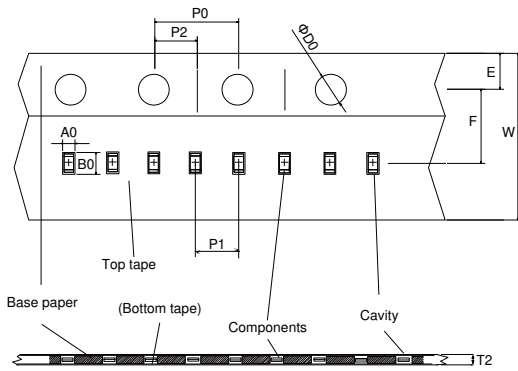 P0
P2
ΦD0
E
F
W
A0
B0
P1
Top tape
Base paper
(Bottom tape)
Components
Cavity
T2